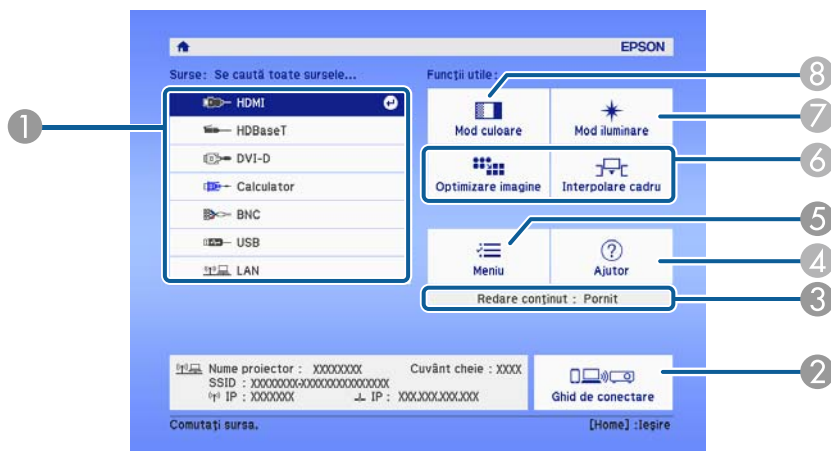 EPSON
Surse: Se caută toate sursele...
Funcții utile:
HDMI
HDBaseT
DVI-D
Calculator
BNC
USB
LAN
Mod culoare
Mod iluminare
Optimizare imagine
Interpolare cadru
Meniu
Ajutor
Redare conținut : Pornit
Nume proiector : XXXXXXXX
Cuvânt cheie : XXXX
SSID : XXXXXXXX-XXXXXXXXXXXXXX
IP : XXXXXXX
IP : XXX.XXX.XXX.XXX
Ghid de conectare
Comutați sursa.
[Home] :Ieșire
1
8
7
6
5
4
3
2